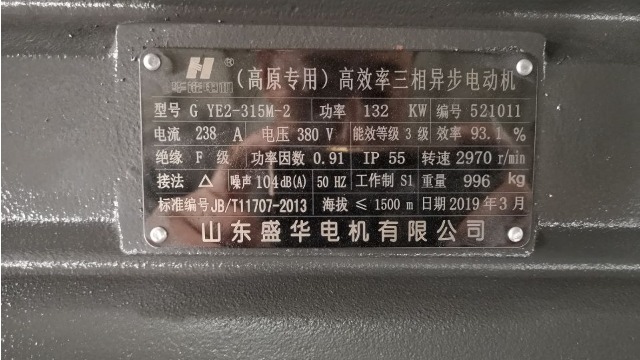 H ®
(高原专用)高效率三相异步电动机
型号 G YE2-315M-2 功率 132 KW 编号 521011
电流 238 A 电压 380 V 能效等级 3 级 效率 93.1 %
绝缘 F 级 功率因数 0.91 IP 55 转速 2970 r/min
接法 △ 噪声 104 dB(A) 50 HZ 工作制 S1 重量 996 kg
标准编号 JB/T11707-2013 海拔 ≤ 1500 m 日期 2019 年 3 月
山东盛华电机有限公司